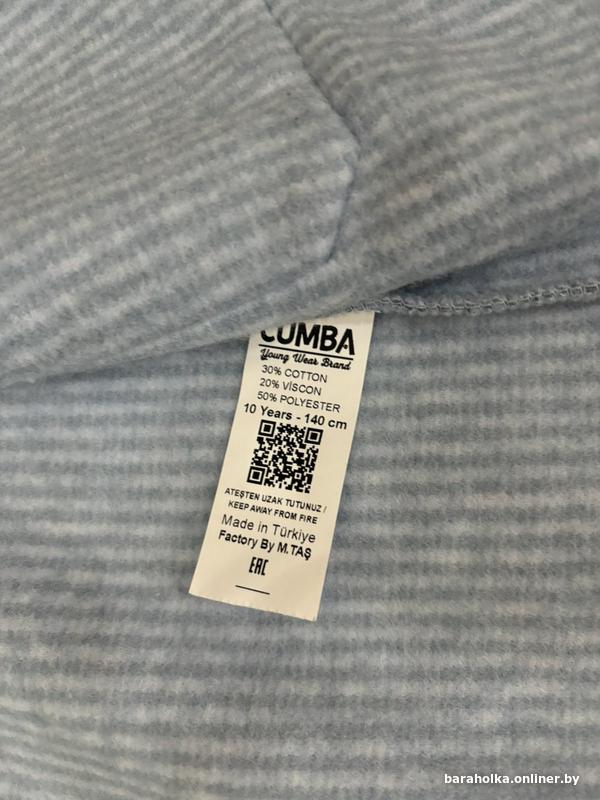 CUMBA
Young Wear Brand
30% COTTON
20% VİSCON
50% POLYESTER
10 Years - 140 cm
ATEŞTEN UZAK TUTUNUZ /
KEEP AWAY FROM FIRE
Made in Türkiye
Factory By M.TAŞ
EAC
baraholka.onliner.by